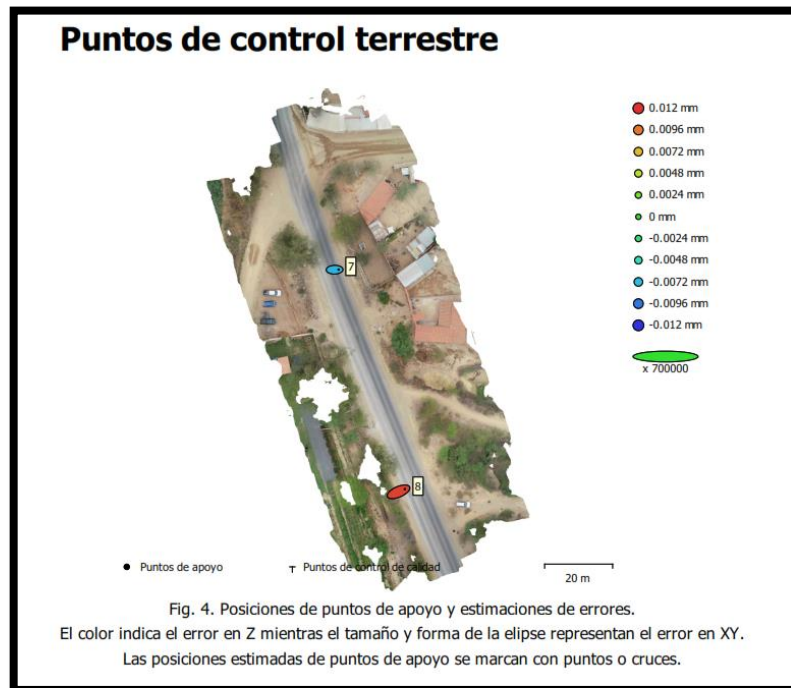 Puntos de control terrestre
0.012 mm
0.0096 mm
0.0072 mm
0.0048 mm
0.0024 mm
0 mm
-0.0024 mm
-0.0048 mm
-0.0072 mm
-0.0096 mm
-0.012 mm
x 700000
7
8
Puntos de apoyo
Puntos de control de calidad
20 m
Fig. 4. Posiciones de puntos de apoyo y estimaciones de errores.
El color indica el error en Z mientras el tamaño y forma de la elipse representan el error en XY.
Las posiciones estimadas de puntos de apoyo se marcan con puntos o cruces.